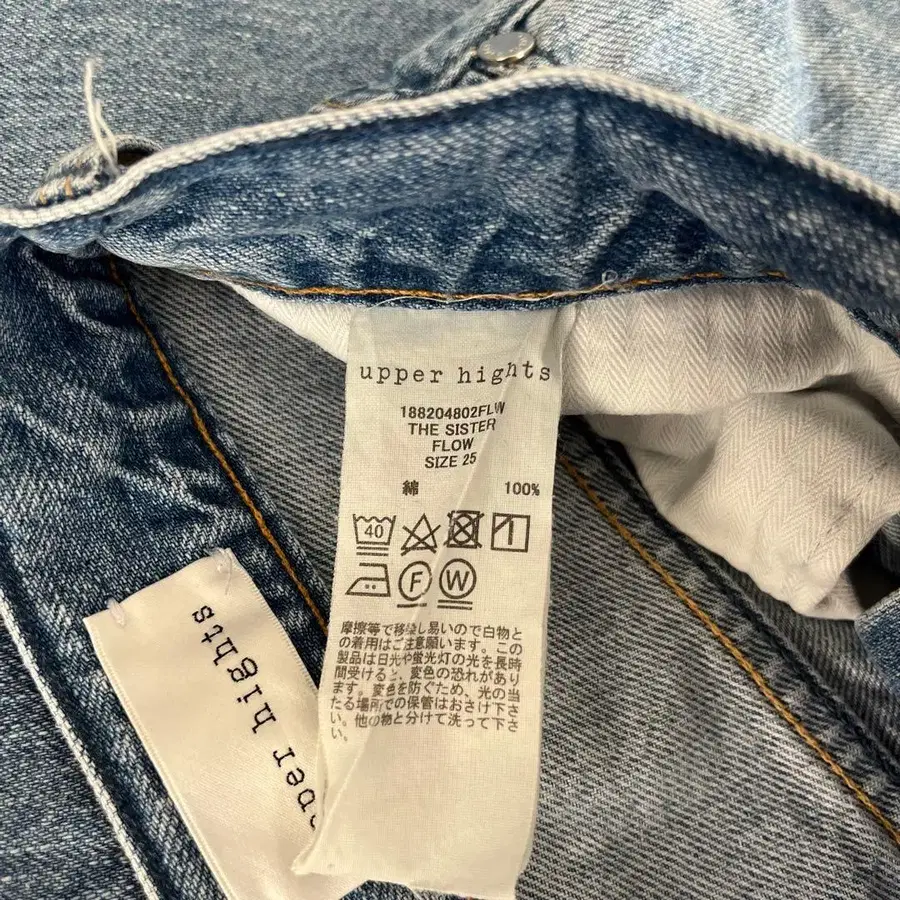 upper hights
188204802FLW
THE SISTER
FLOW
SIZE 25
綿 100%
40
F W
摩擦等で移染し易いので白物と
の着用はご注意願います。この
製品は日光や蛍光灯の光を長時
間受けると、変色の恐れがあり
ます。変色を防ぐため、光の当
たる場所での保管はおさけ下さ
い。他の物と分けて洗って下さ
い。
per hights